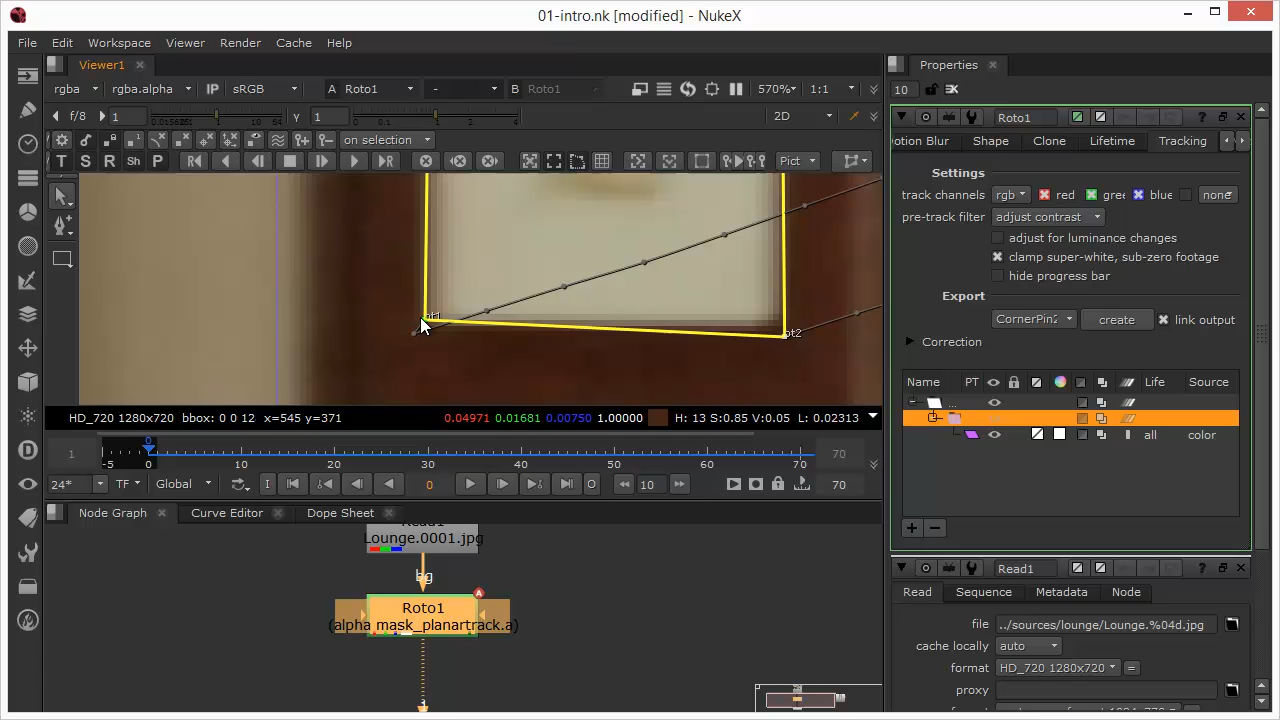 01-intro.nk [modified] - NukeX
File Edit Workspace Viewer Render Cache Help
Viewer1
Properties
rgba rgba.alpha IP sRGB A Roto1 - B Roto1 570% 1:1
10
f/8 1 γ 1 2D
Roto1
on selection
otion Blur Shape Clone Lifetime Tracking
T S R Sh P Pict
Settings
track channels rgb red gree blue none
pre-track filter adjust contrast
adjust for luminance changes
clamp super-white, sub-zero footage
hide progress bar
Export
CornerPin2 create link output
Correction
pt2
Name PT Life Source
...
all color
HD_720 1280x720 bbox: 0 0 12 x=545 y=371 0.04971 0.01681 0.00750 1.00000 H: 13 S:0.85 V:0.05 L: 0.02313
0
1 -5 0 10 20 30 40 50 60 70 70
24* TF Global I 0 O 10 70
Node Graph Curve Editor Dope Sheet
Read1
Lounge.0001.jpg
bg
A
Roto1
(alpha mask_planartrack.a)
1
Read1
Read Sequence Metadata Node
file ../sources/lounge/Lounge.%04d.jpg
cache locally auto
format HD_720 1280x720 =
proxy